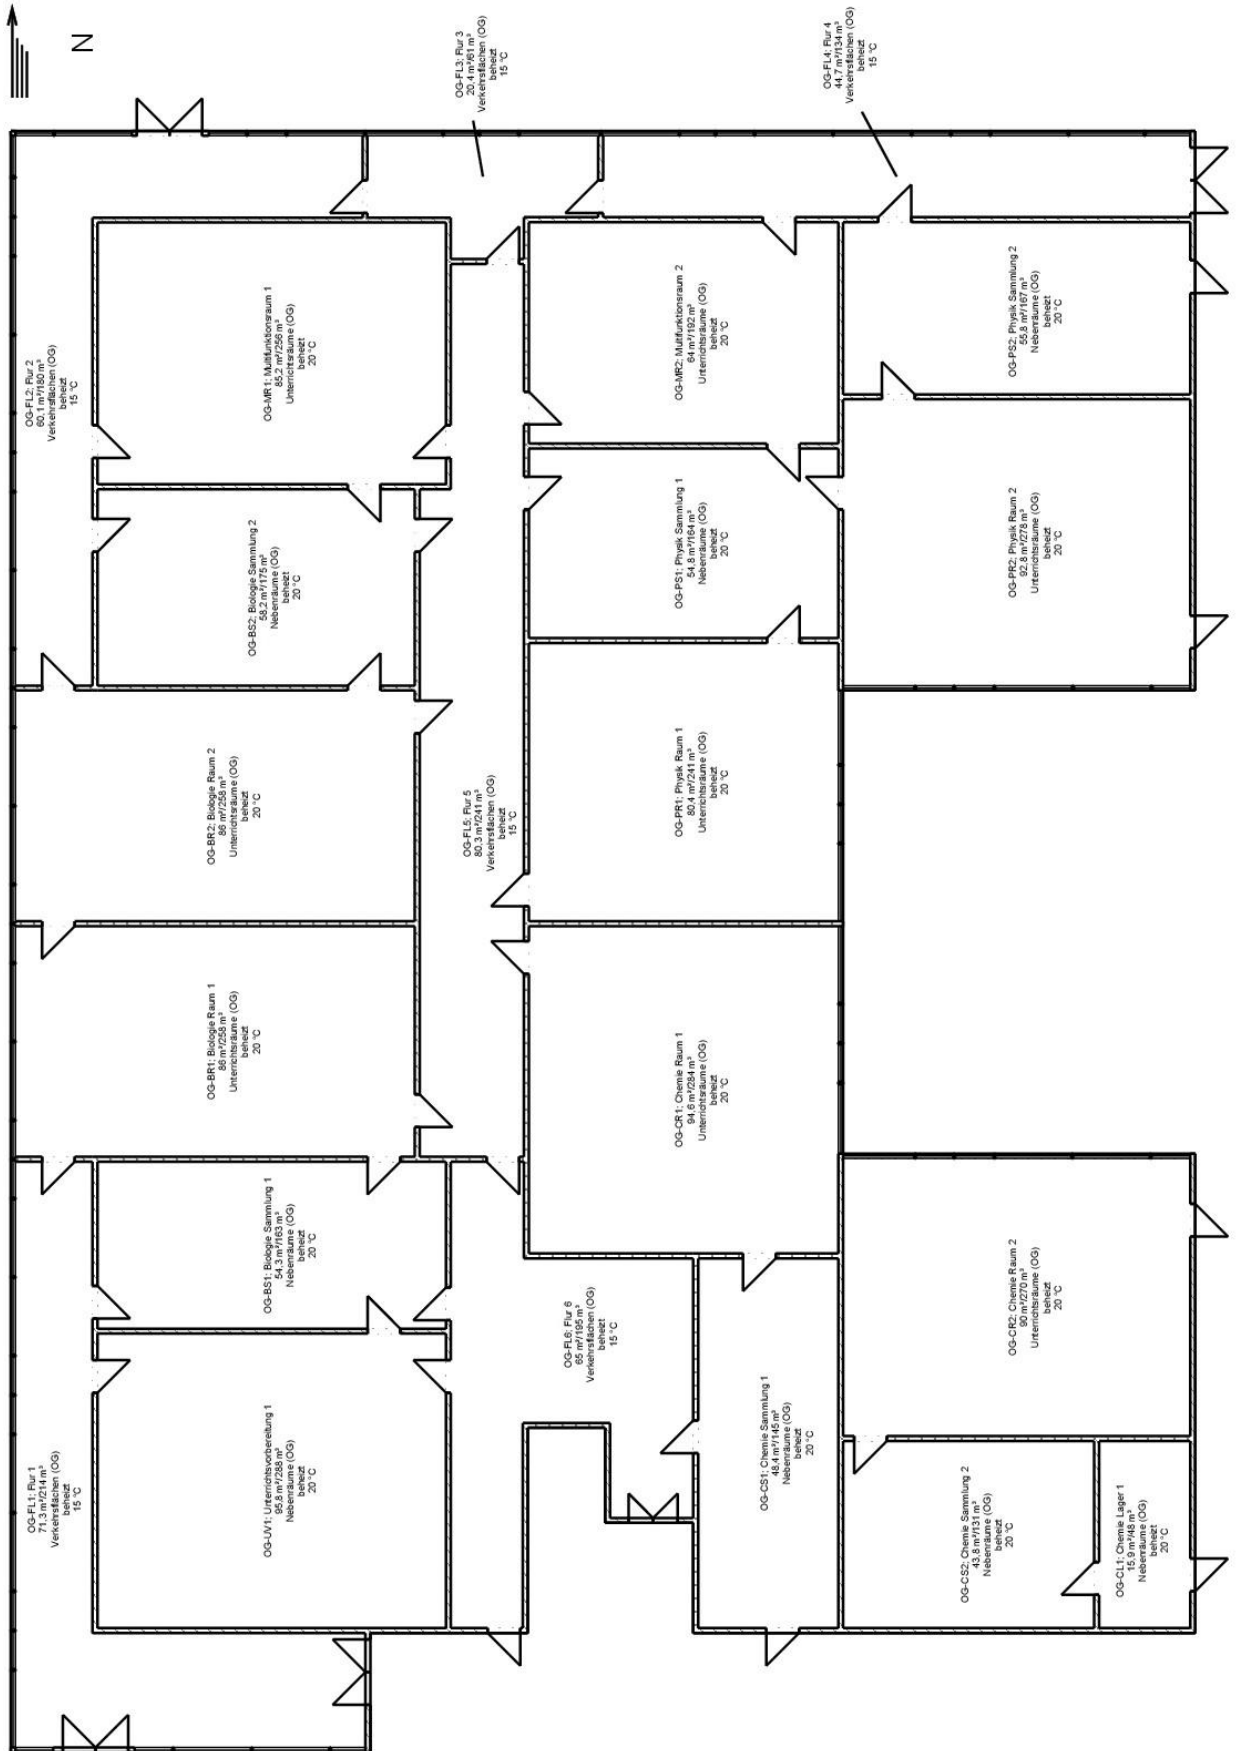 N
OG-FL3; Flur 3
20,4 m²/61 m³
Verkehrsflächen (OG)
beheizt
15 °C
OG-FL4; Flur 4
44,7 m²/134 m³
Verkehrsflächen (OG)
beheizt
15 °C
OG-FL2; Flur 2
60,1 m²/180 m³
Verkehrsflächen (OG)
beheizt
15 °C
OG-MR1; Multifunktionsraum 1
85,2 m²/256 m³
Unterrichtsräume (OG)
beheizt
20 °C
OG-MR2; Multifunktionsraum 2
64 m²/192 m³
Unterrichtsräume (OG)
beheizt
20 °C
OG-PS2; Physik Sammlung 2
55,8 m²/167 m³
Nebenräume (OG)
beheizt
20 °C
OG-BS2; Biologie Sammlung 2
58,2 m²/175 m³
Nebenräume (OG)
beheizt
20 °C
OG-PS1; Physik Sammlung 1
54,8 m²/164 m³
Nebenräume (OG)
beheizt
20 °C
OG-PR2; Physik Raum 2
92,8 m²/278 m³
Unterrichtsräume (OG)
beheizt
20 °C
OG-BR2; Biologie Raum 2
86 m²/258 m³
Unterrichtsräume (OG)
beheizt
20 °C
OG-FL5; Flur 5
80,3 m²/241 m³
Verkehrsflächen (OG)
beheizt
15 °C
OG-PR1; Physik Raum 1
80,4 m²/241 m³
Unterrichtsräume (OG)
beheizt
20 °C
OG-BR1; Biologie Raum 1
86 m²/258 m³
Unterrichtsräume (OG)
beheizt
20 °C
OG-CR1; Chemie Raum 1
94,6 m²/284 m³
Unterrichtsräume (OG)
beheizt
20 °C
OG-BS1; Biologie Sammlung 1
54,3 m²/163 m³
Nebenräume (OG)
beheizt
20 °C
OG-FL6; Flur 6
65 m²/195 m³
Verkehrsflächen (OG)
beheizt
15 °C
OG-CR2; Chemie Raum 2
90 m²/270 m³
Unterrichtsräume (OG)
beheizt
20 °C
OG-FL1; Flur 1
71,3 m²/214 m³
Verkehrsflächen (OG)
beheizt
15 °C
OG-UV1; Unterrichtsvorbereitung 1
95,8 m²/288 m³
Nebenräume (OG)
beheizt
20 °C
OG-CS1; Chemie Sammlung 1
48,4 m²/145 m³
Nebenräume (OG)
beheizt
20 °C
OG-CS2; Chemie Sammlung 2
43,8 m²/131 m³
Nebenräume (OG)
beheizt
20 °C
OG-CL1; Chemie Lager 1
15,9 m²/48 m³
Nebenräume (OG)
beheizt
20 °C